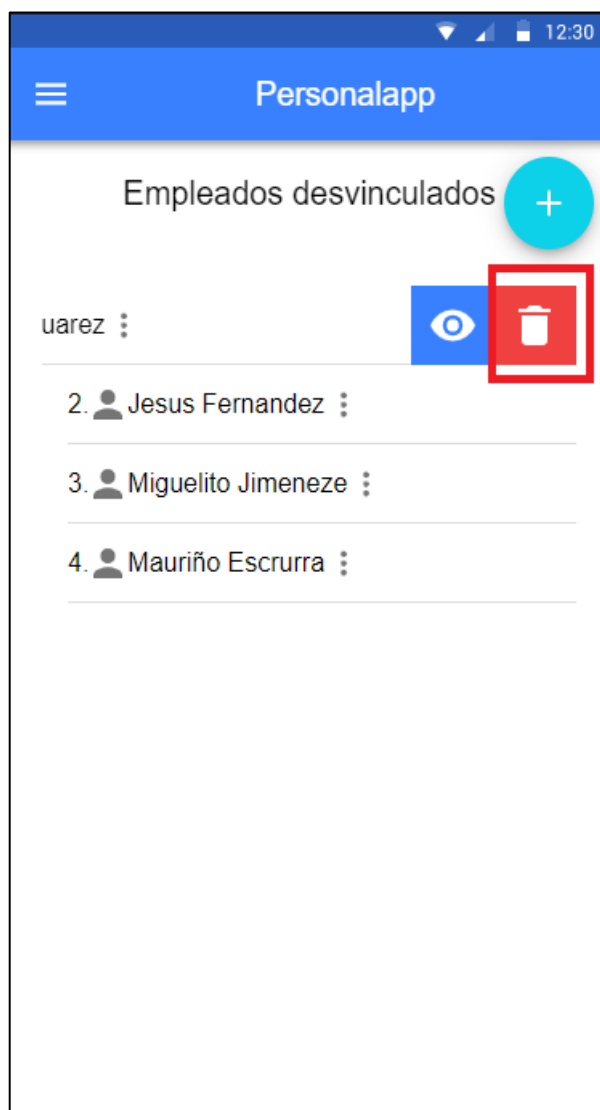 12:30
Personalapp
Empleados desvinculados
uarez
2. Jesus Fernandez
3. Miguelito Jimeneze
4. Mauriño Escrurra